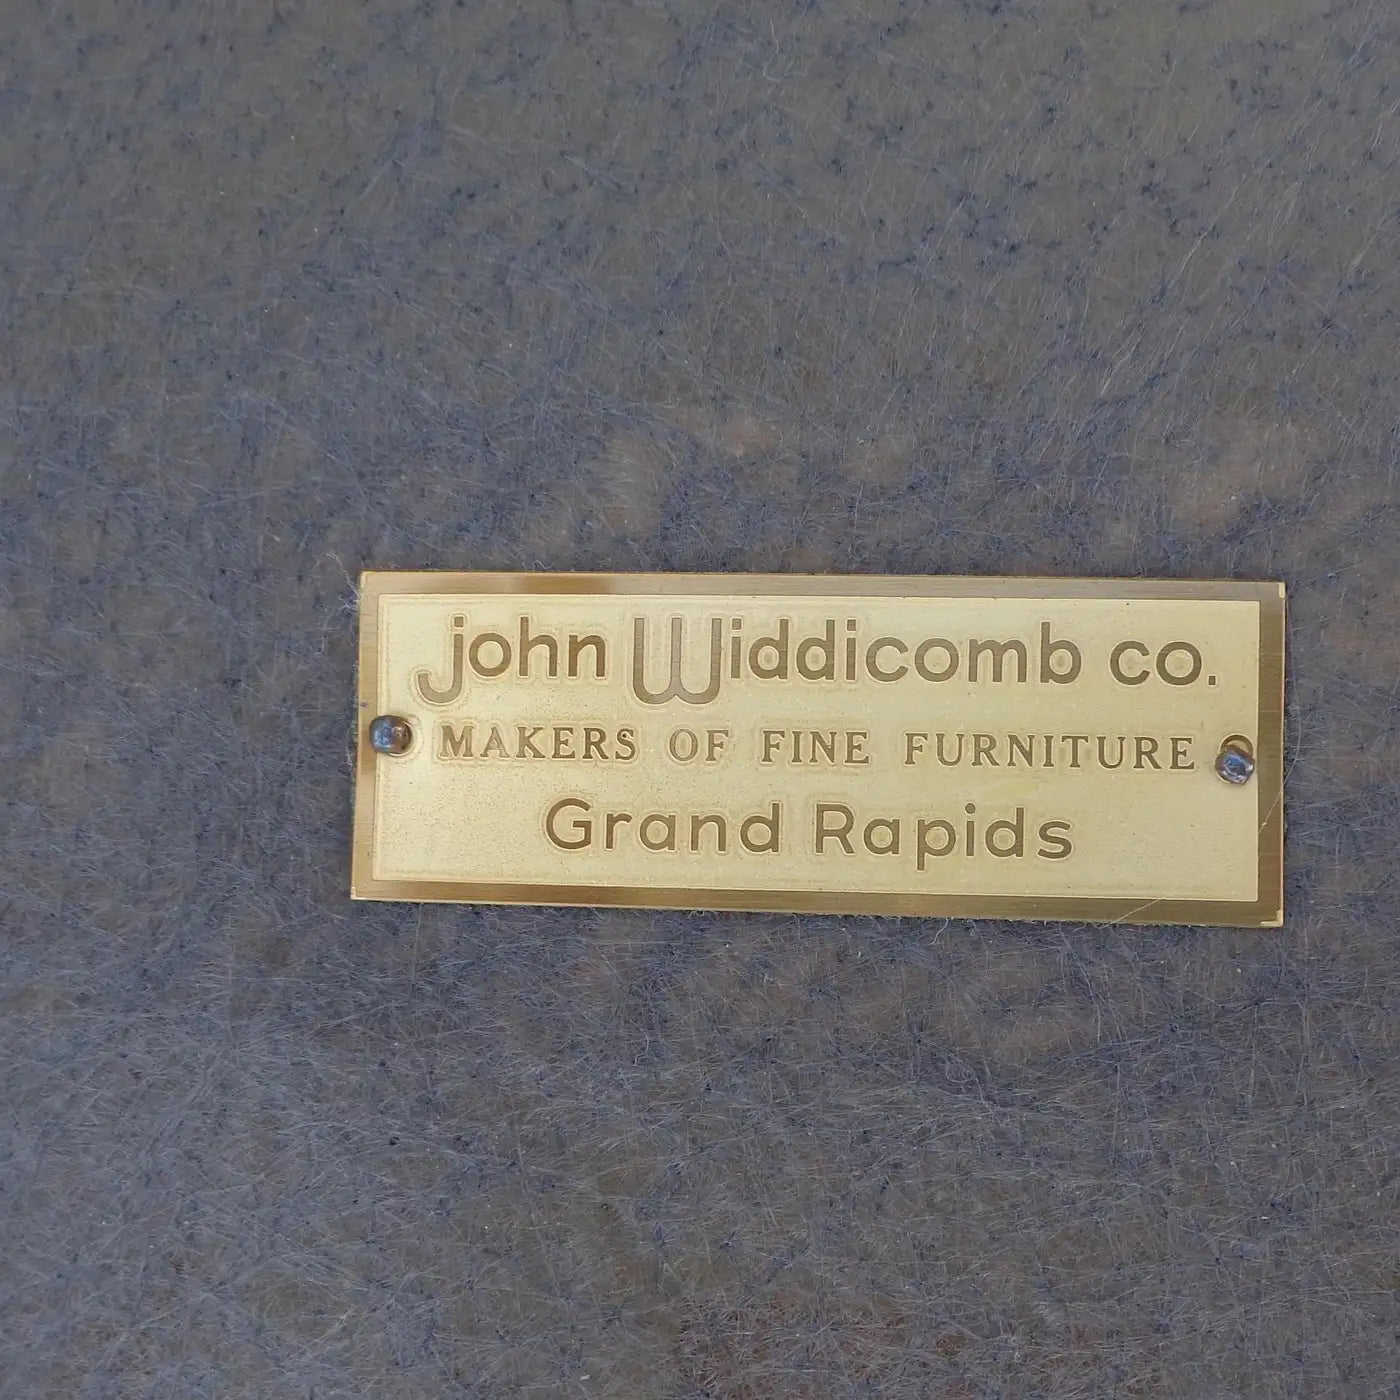 john Widdicomb co.
MAKERS OF FINE FURNITURE
Grand Rapids